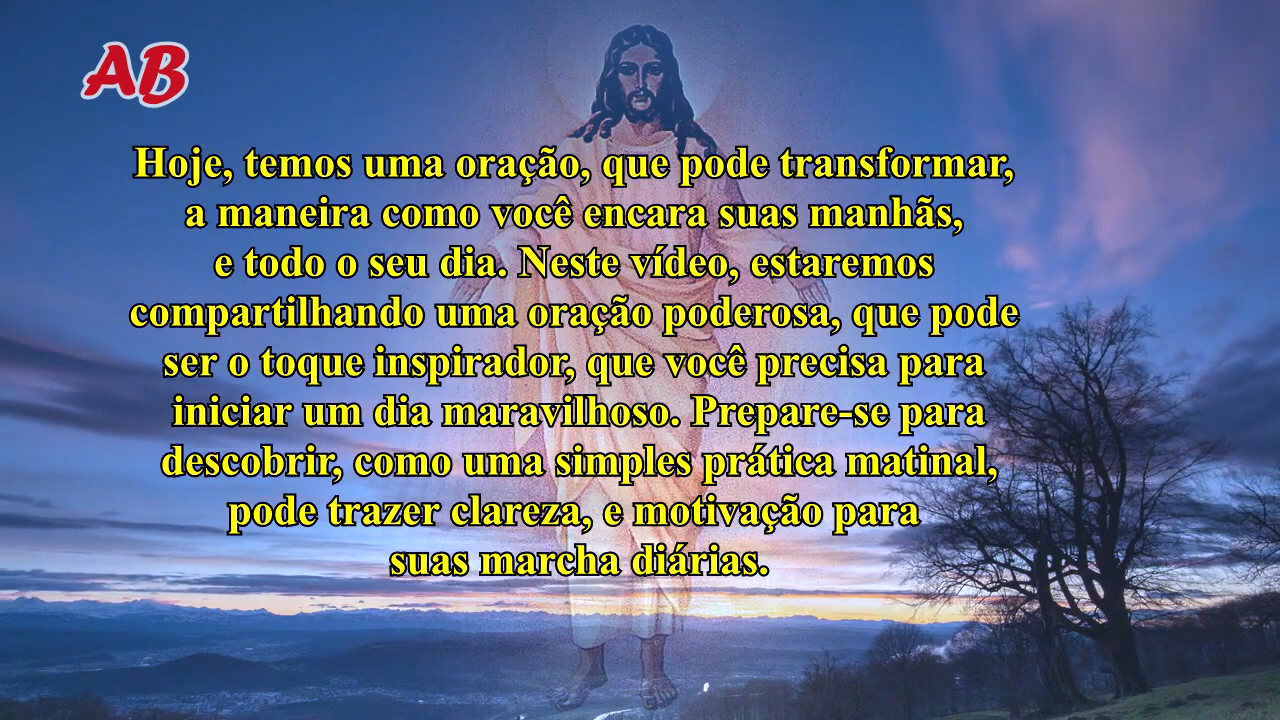 AB
Hoje, temos uma oração, que pode transformar,
a maneira como você encara suas manhãs,
e todo o seu dia. Neste vídeo, estaremos
compartilhando uma oração poderosa, que pode
ser o toque inspirador, que você precisa para
iniciar um dia maravilhoso. Prepare-se para
descobrir, como uma simples prática matinal,
pode trazer clareza, e motivação para
suas marcha diárias.